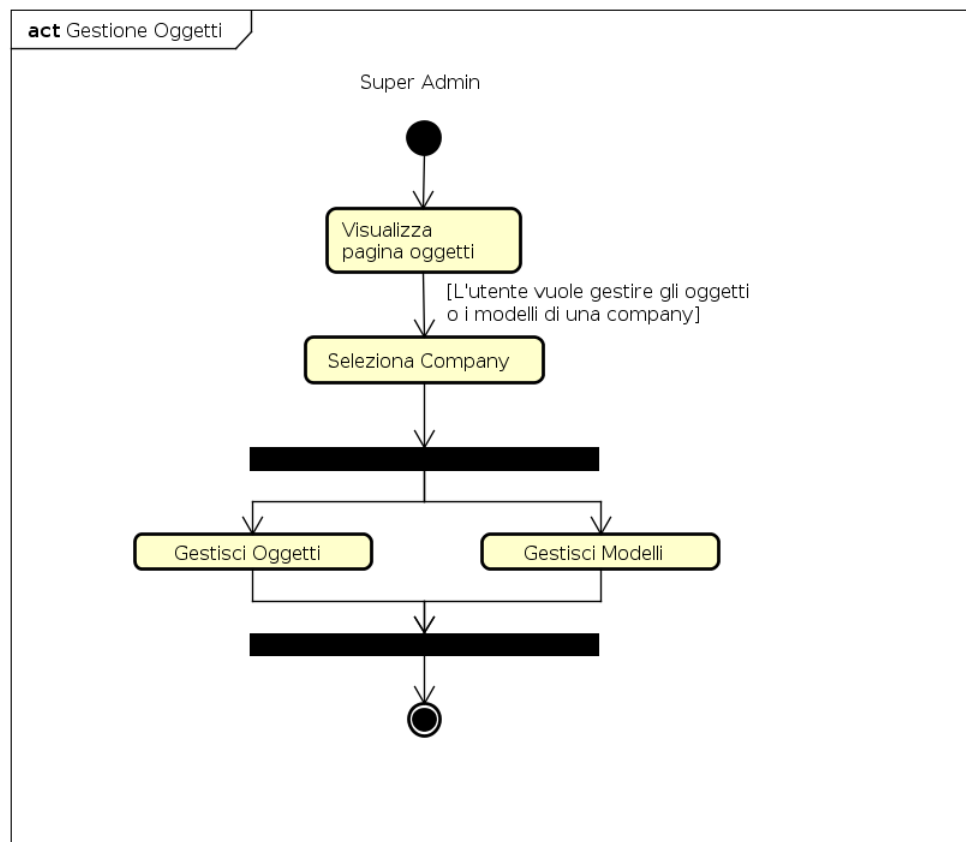 act Gestione Oggetti
Super Admin
Visualizza
pagina oggetti
[L'utente vuole gestire gli oggetti
o i modelli di una company]
Seleziona Company
Gestisci Oggetti
Gestisci Modelli